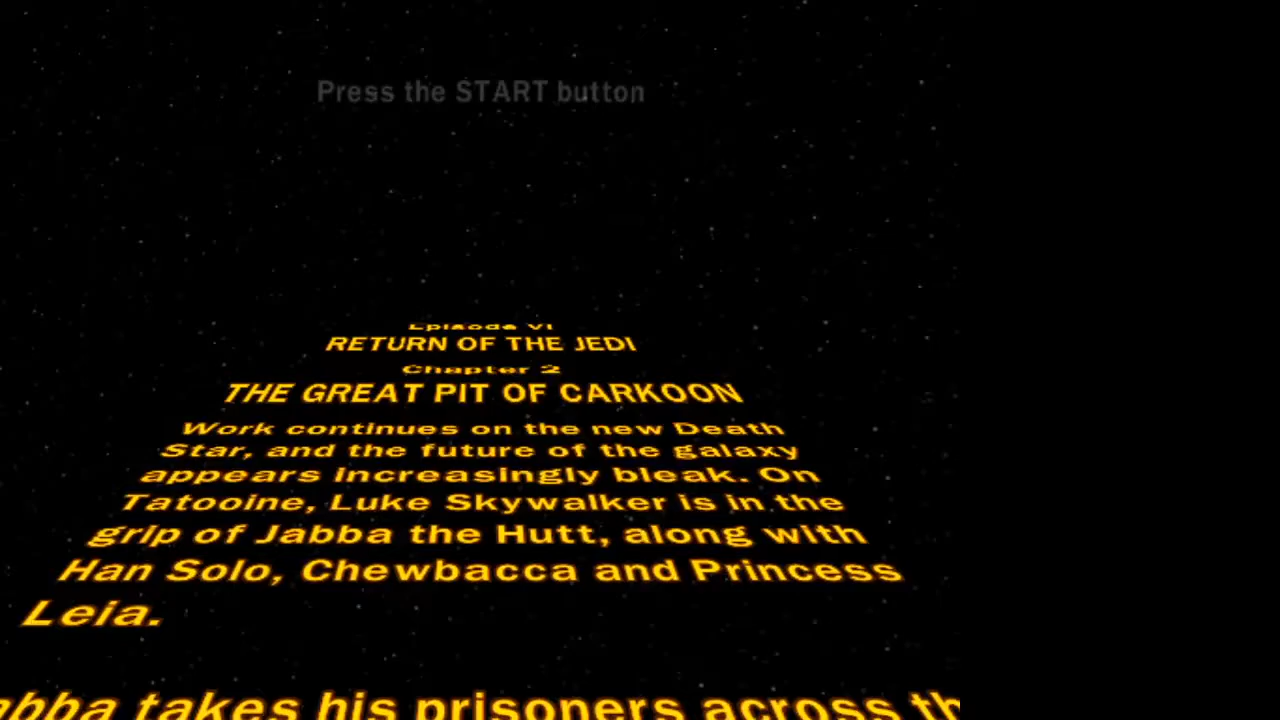 Press the START button
Episode VI
RETURN OF THE JEDI
Chapter 2
THE GREAT PIT OF CARKOON
Work continues on the new Death
Star, and the future of the galaxy
appears increasingly bleak. On
Tatooine, Luke Skywalker is in the
grip of Jabba the Hutt, along with
Han Solo, Chewbacca and Princess
Leia.
takes his prisoners across